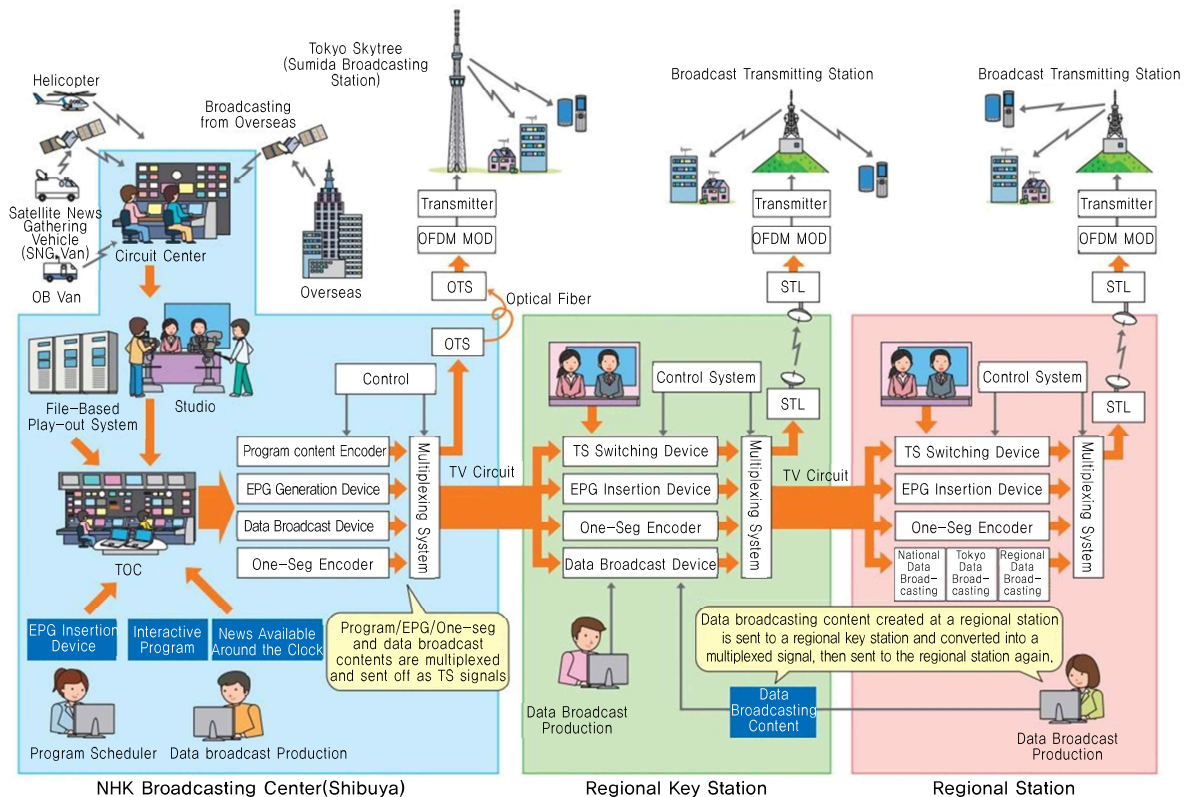 Tokyo Skytree
(Sumida Broadcasting
Station)
Broadcast Transmitting Station
Broadcast Transmitting Station
Helicopter
Broadcasting
from Overseas
Satellite News
Gathering
Vehicle
(SNG Van)
Circuit Center
OB Van
Overseas
Transmitter
OFDM MOD
OTS
Optical Fiber
OTS
Transmitter
OFDM MOD
STL
STL
Transmitter
OFDM MOD
STL
STL
File-Based
Play-out System
Studio
Control
Program content Encoder
EPG Generation Device
Data Broadcast Device
One-Seg Encoder
Multiplexing System
TV Circuit
TOC
EPG Insertion
Device
Interactive
Program
News Available
Around the Clock
Program/EPG/One-seg
and data broadcast
contents are multiplexed
and sent off as TS signals
Program Scheduler
Data broadcast Production
NHK Broadcasting Center(Shibuya)
Control System
TS Switching Device
EPG Insertion Device
One-Seg Encoder
Data Broadcast Device
Multiplexing System
TV Circuit
Data Broadcast
Production
Regional Key Station
Control System
TS Switching Device
EPG Insertion Device
One-Seg Encoder
National
Data
Broad-
casting
Tokyo
Data
Broad-
casting
Regional
Data
Broad-
casting
Multiplexing System
Data broadcasting content created at a regional station
is sent to a regional key station and converted into
a multiplexed signal, then sent to the regional station again.
Data
Broadcasting
Content
Data Broadcast
Production
Regional Station